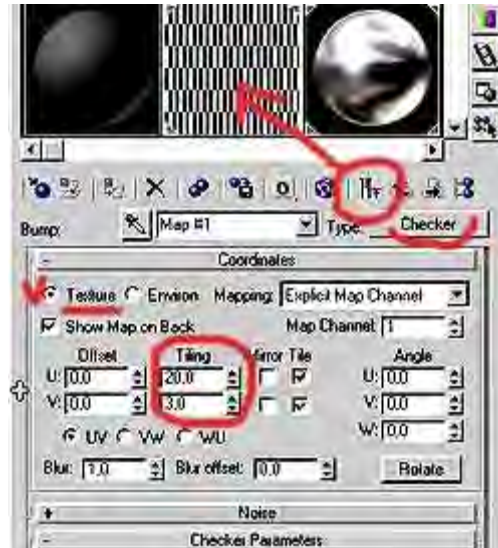 Bump: Map #1 Type: Checker
- Coordinates
Texture Environ Mapping: Explicit Map Channel
Show Map on Back Map Channel: 1
Offset Tiling Mirror Tile Angle
U: 0.0 20.0 U: 0.0
V: 0.0 3.0 V: 0.0
UV VW WU W: 0.0
Blur: 1.0 Blur offset: 0.0 Rotate
+ Noise
- Checker Parameters